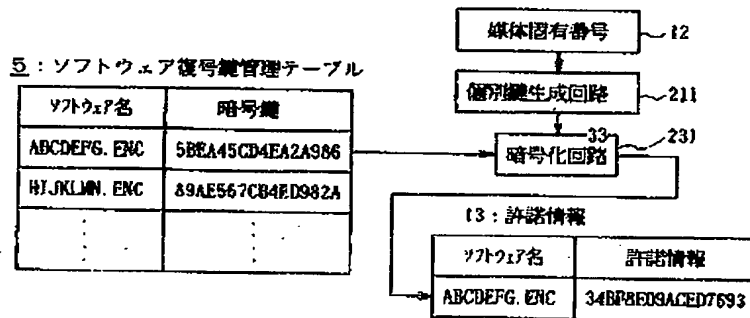 媒体固有番号
12
5：ソフトウェア復号鍵管理テーブル
個別鍵生成回路
211
ソフトウェア名
暗号鍵
33
231
暗号化回路
ABCDEFG.ENC
5BEA45CD4EA2A986
HIJKLMN.ENC
89AE567CB4ED982A
13：許諾情報
ソフトウェア名
許諾情報
ABCDEFG.ENC
34BF8E09ACED7693